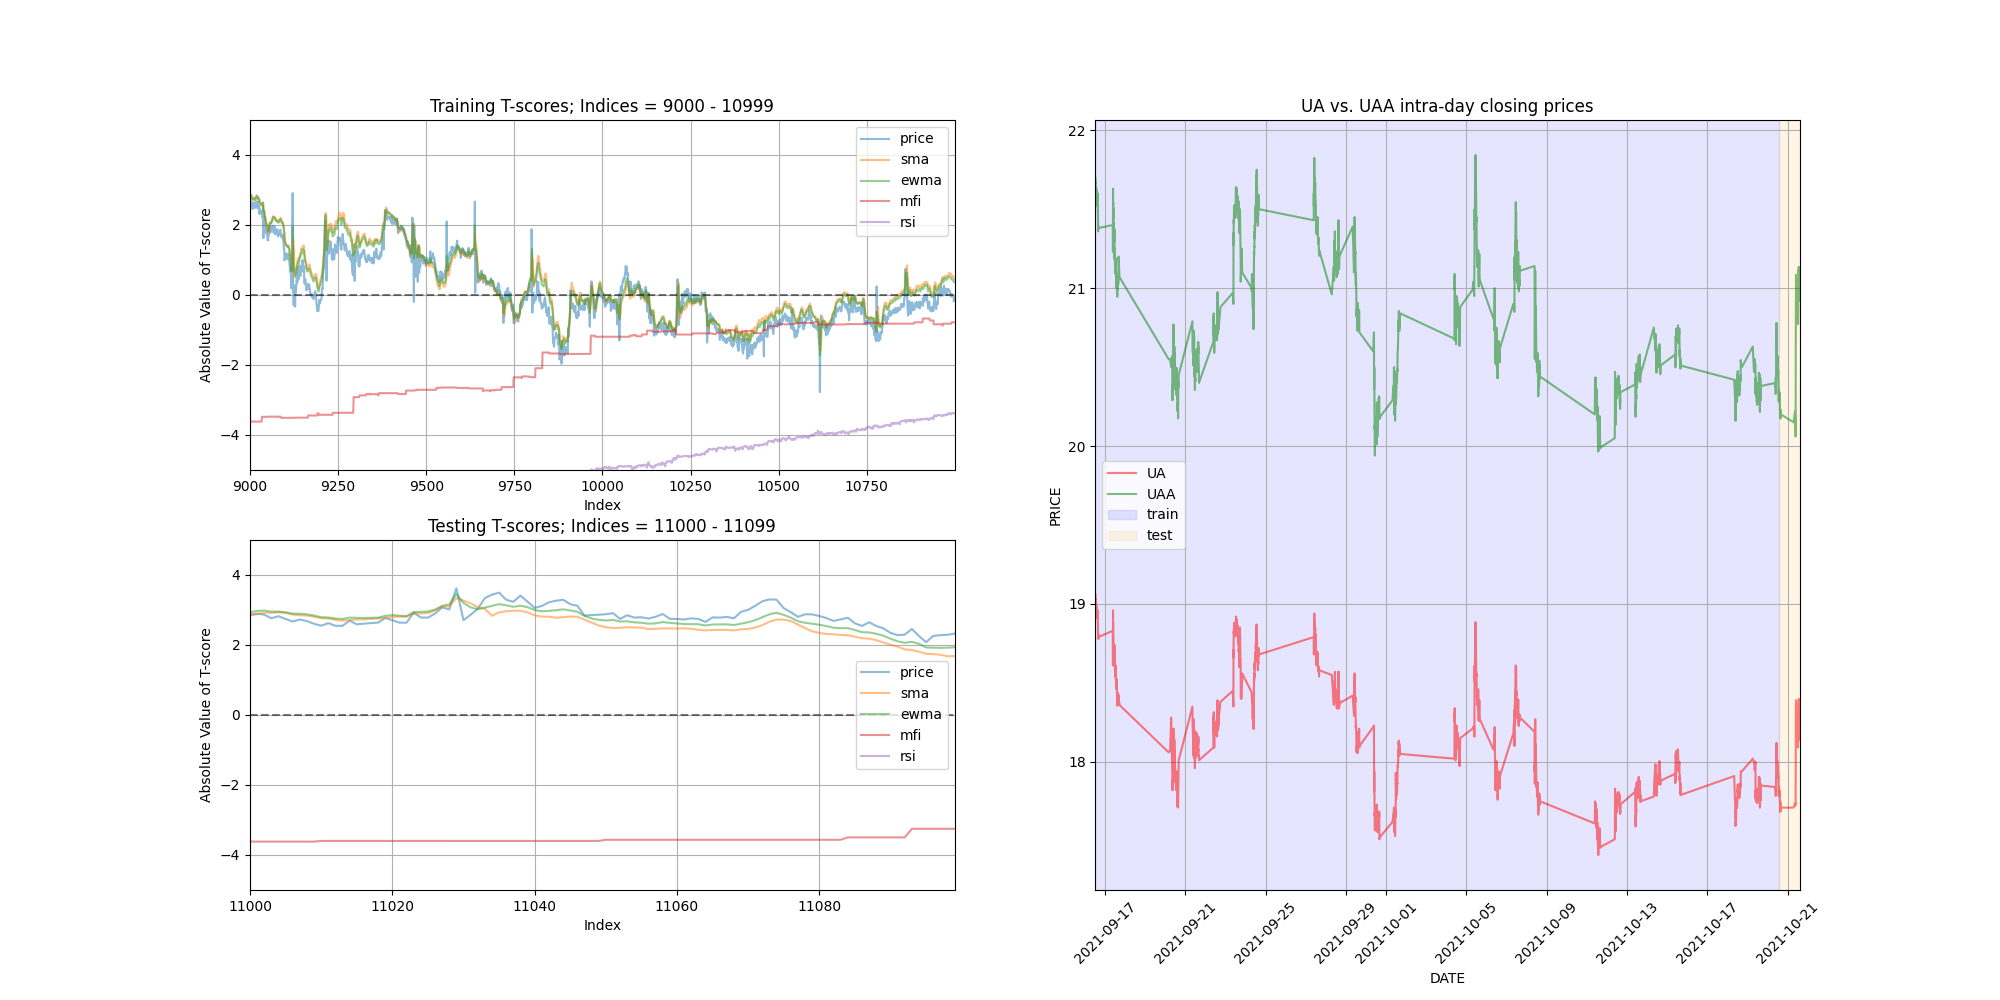 Training T-scores; Indices = 9000 - 10999
Absolute Value of T-score
4
2
0
−2
−4
price
sma
ewma
mfi
rsi
9000 9250 9500 9750 10000 10250 10500 10750
Index
Testing T-scores; Indices = 11000 - 11099
Absolute Value of T-score
4
2
0
−2
−4
price
sma
ewma
mfi
rsi
11000 11020 11040 11060 11080
Index
UA vs. UAA intra-day closing prices
PRICE
22
21
20
19
18
UA
UAA
train
test
2021-09-17 2021-09-21 2021-09-25 2021-09-29 2021-10-01 2021-10-05 2021-10-09 2021-10-13 2021-10-17 2021-10-21
DATE